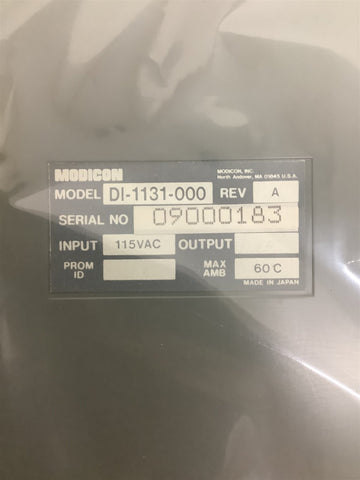 MODICON
MODICON, INC.
North Andover, MA 01845 U.S.A.
MODEL DI-1131-000 REV A
SERIAL NO 09000183
INPUT 115VAC OUTPUT
PROM ID MAX AMB 60C
MADE IN JAPAN